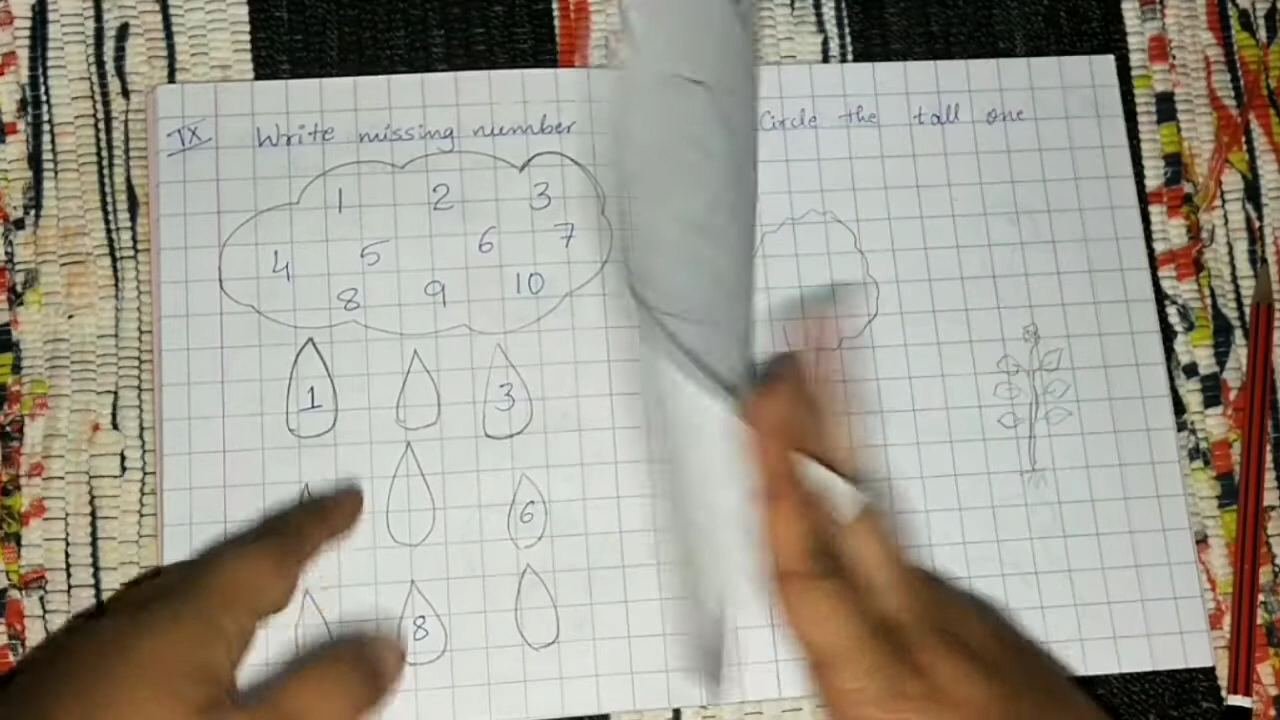 IX Write missing number
1 2 3
4 5 6 7
8 9 10
1 3
6
8
Circle the tall one